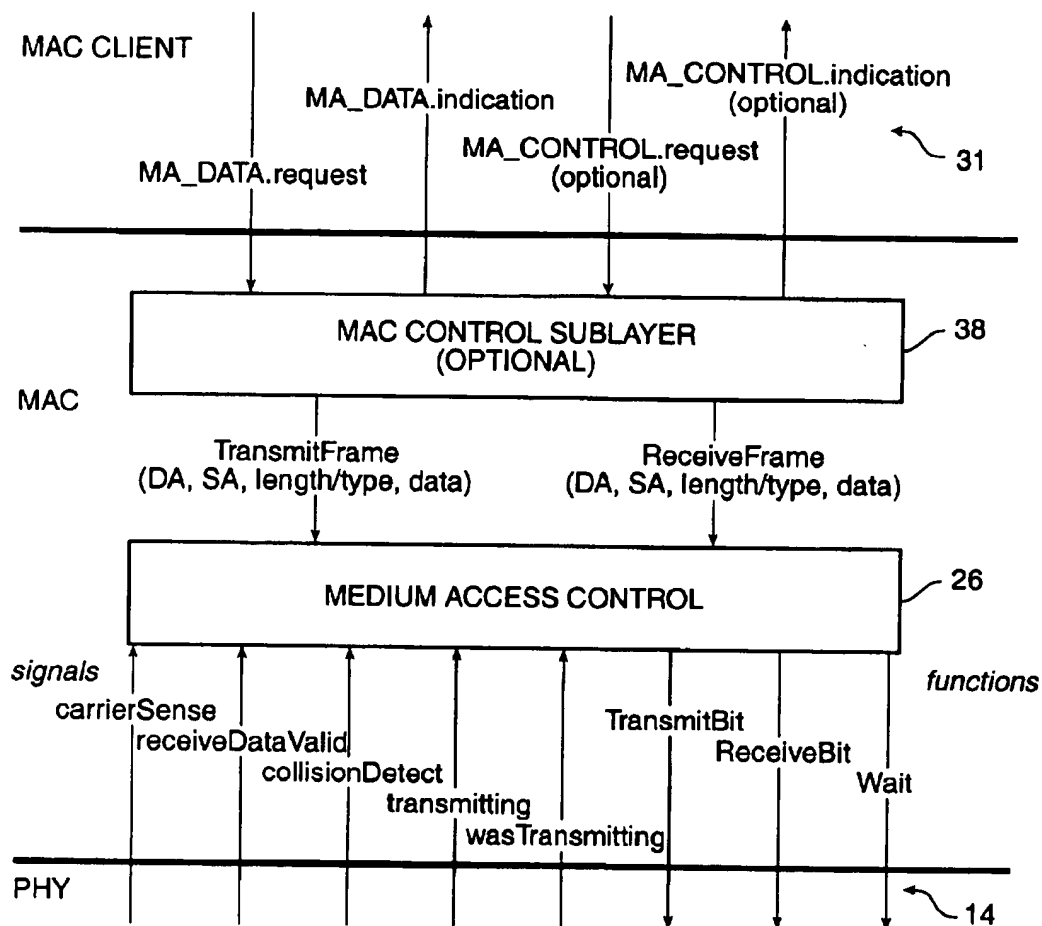 MAC CLIENT
MA_DATA.indication
MA_CONTROL.indication
(optional)
MA_DATA.request
MA_CONTROL.request
(optional)
31
MAC CONTROL SUBLAYER
(OPTIONAL)
38
MAC
TransmitFrame
(DA, SA, length/type, data)
ReceiveFrame
(DA, SA, length/type, data)
MEDIUM ACCESS CONTROL
26
signals
functions
carrierSense
receiveDataValid
collisionDetect
transmitting
wasTransmitting
TransmitBit
ReceiveBit
Wait
PHY
14